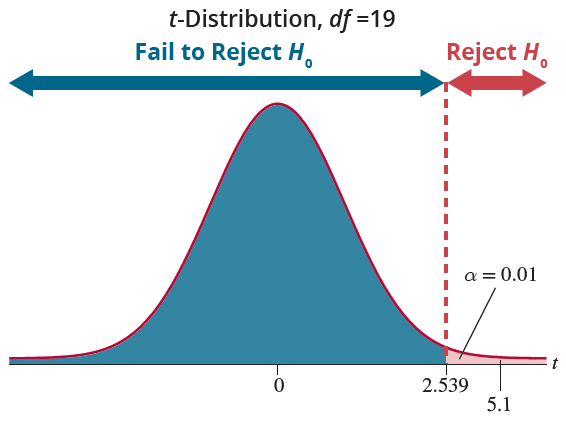 t-Distribution, df =19
Fail to Reject H₀
Reject H₀
α = 0.01
t
0
2.539
5.1